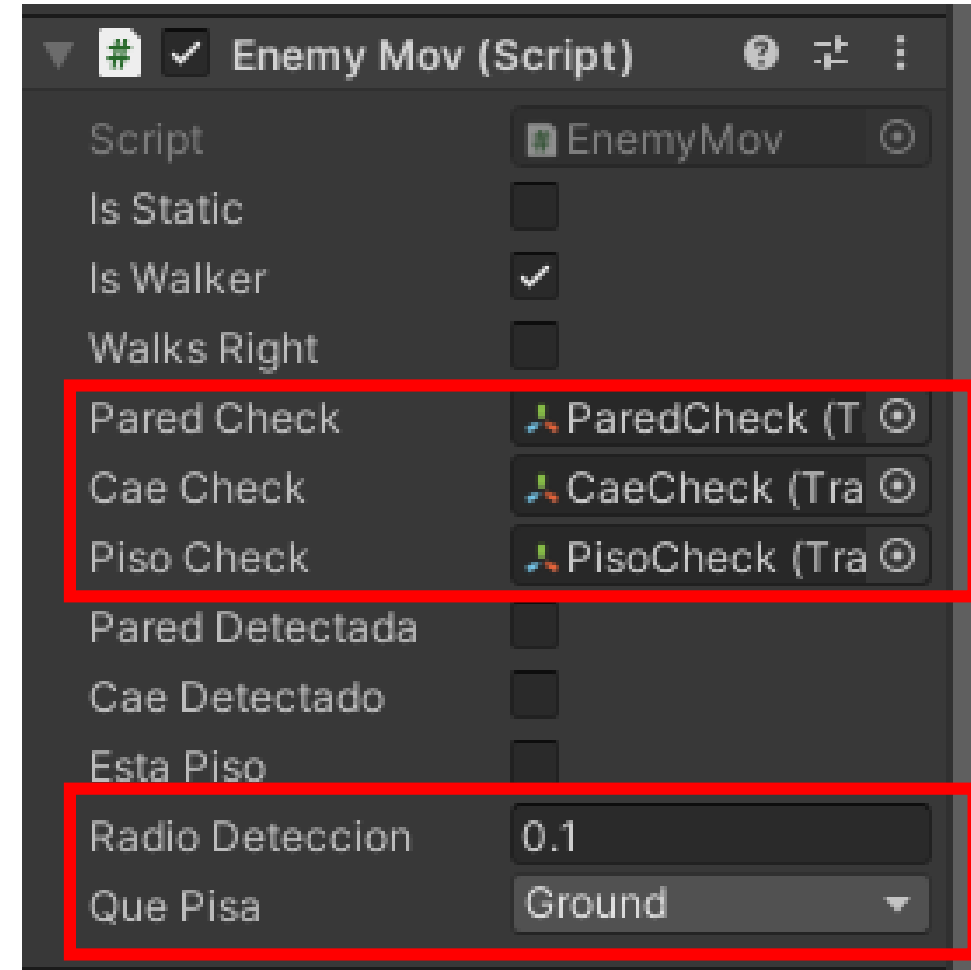 Enemy Mov (Script)
Script EnemyMov
Is Static
Is Walker
Walks Right
Pared Check ParedCheck (T
Cae Check CaeCheck (Tra
Piso Check PisoCheck (Tra
Pared Detectada
Cae Detectado
Esta Piso
Radio Deteccion 0.1
Que Pisa Ground